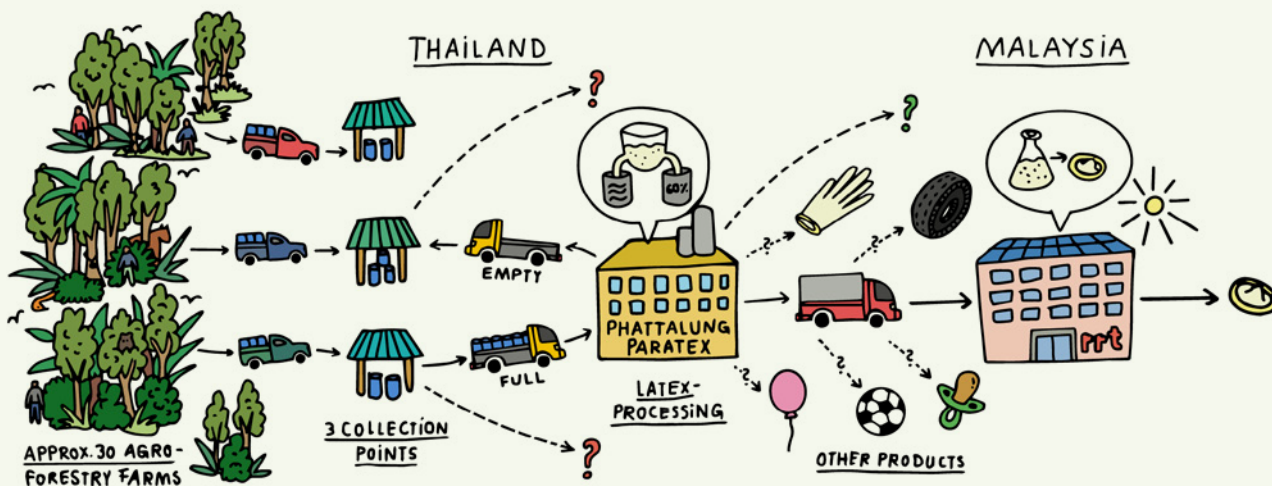 THAILAND
MALAYSIA
?
?
60%
EMPTY
?
?
PHATTALUNG
PARATEX
rrt
FULL
?
?
?
LATEX-
PROCESSING
3 COLLECTION
POINTS
APPROX. 30 AGRO-
FORESTRY FARMS
?
OTHER PRODUCTS